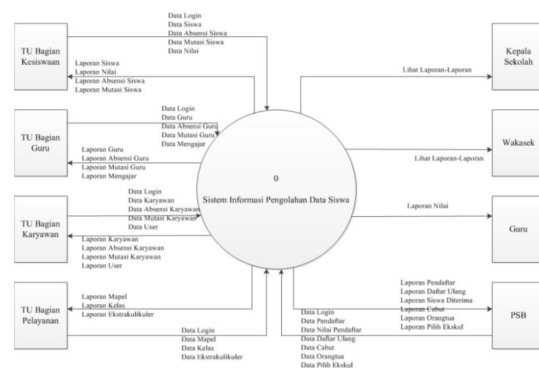 Data Login
Data Siswa
Data Absensi Siswa
Data Mutasi Siswa
Data Nilai
TU Bagian
Kesiswaan
Laporan Siswa
Laporan Nilai
Laporan Absensi Siswa
Laporan Mutasi Siswa
Kepala
Sekolah
Lihat Laporan-Laporan
Data Login
Data Guru
Data Absensi Guru
Data Mutasi Guru
Data Mengajar
TU Bagian
Guru
Laporan Guru
Laporan Absensi Guru
Laporan Mutasi Guru
Laporan Mengajar
Wakasek
Lihat Laporan-Laporan
0
Sistem Informasi Pengolahan Data Siswa
Data Login
Data Karyawan
Data Absensi Karyawan
Data Mutasi Karyawan
Data User
TU Bagian
Karyawan
Laporan Karyawan
Laporan Absensi Karyawan
Laporan Mutasi Karyawan
Laporan User
Laporan Nilai
Guru
TU Bagian
Pelayanan
Laporan Mapel
Laporan Kelas
Laporan Ekstrakulikuler
Data Login
Data Mapel
Data Kelas
Data Ekstrakulikuler
Laporan Pendaftar
Laporan Daftar Ulang
Laporan Siswa Diterima
Laporan Cabut
Laporan Orangtua
Laporan Pilih Ekskul
PSB
Data Login
Data Pendaftar
Data Nilai Pendaftar
Data Daftar Ulang
Data Cabut
Data Orangtua
Data Pilih Ekskul